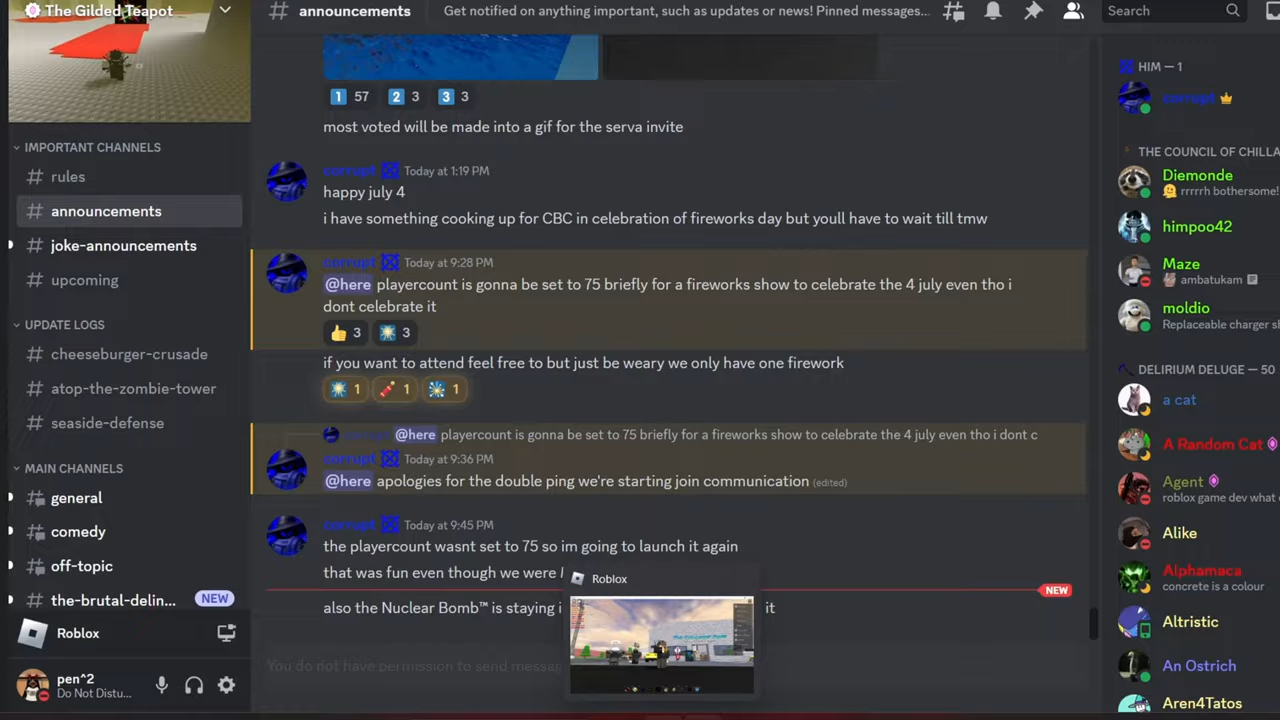 The Gilded Teapot
announcements
Get notified on anything important, such as updates or news! Pinned messages...
Search
IMPORTANT CHANNELS
rules
announcements
joke-announcements
upcoming
UPDATE LOGS
cheeseburger-crusade
atop-the-zombie-tower
seaside-defense
MAIN CHANNELS
general
comedy
off-topic
the-brutal-delin... NEW
Roblox
pen^2
Do Not Distu...
1 57 2 3 3 3
most voted will be made into a gif for the serva invite
corrupt Today at 1:19 PM
happy july 4
i have something cooking up for CBC in celebration of fireworks day but youll have to wait till tmw
corrupt Today at 9:28 PM
@here playercount is gonna be set to 75 briefly for a fireworks show to celebrate the 4 july even tho i
dont celebrate it
3 3
if you want to attend feel free to but just be weary we only have one firework
1 1 1
corrupt @here playercount is gonna be set to 75 briefly for a fireworks show to celebrate the 4 july even tho i dont c
corrupt Today at 9:36 PM
@here apologies for the double ping we're starting join communication (edited)
corrupt Today at 9:45 PM
the playercount wasnt set to 75 so im going to launch it again
that was fun even though we were
NEW
also the Nuclear Bomb™ is staying i it
You do not have permission to send messag
Roblox
HIM — 1
corrupt
THE COUNCIL OF CHILLA
Diemonde
rrrrrh bothersome!
himpoo42
Maze
ambatukam
moldio
Replaceable charger s
DELIRIUM DELUGE — 50
a cat
A Random Cat
Agent
roblox game dev what
Alike
Alphamaca
concrete is a colour
Altristic
An Ostrich
Aren4Tatos